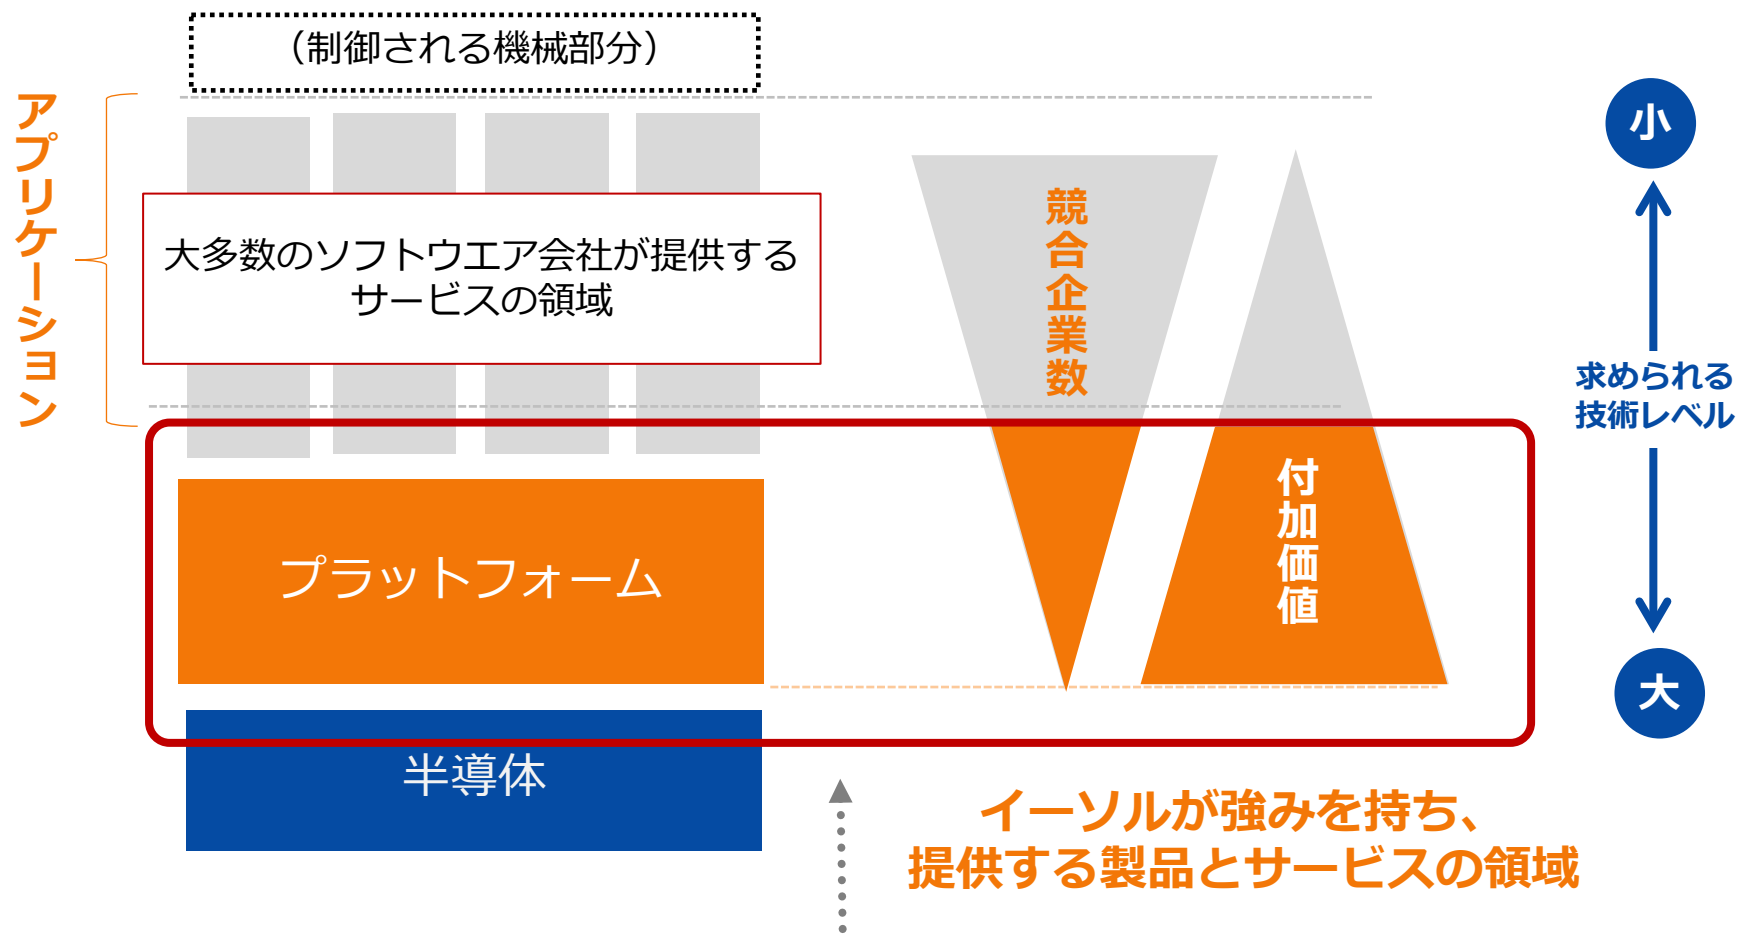 （制御される機械部分）
アプリケーション
大多数のソフトウエア会社が提供する
サービスの領域
競合企業数
小
求められる
技術レベル
付加価値
プラットフォーム
大
半導体
イーソルが強みを持ち、
提供する製品とサービスの領域